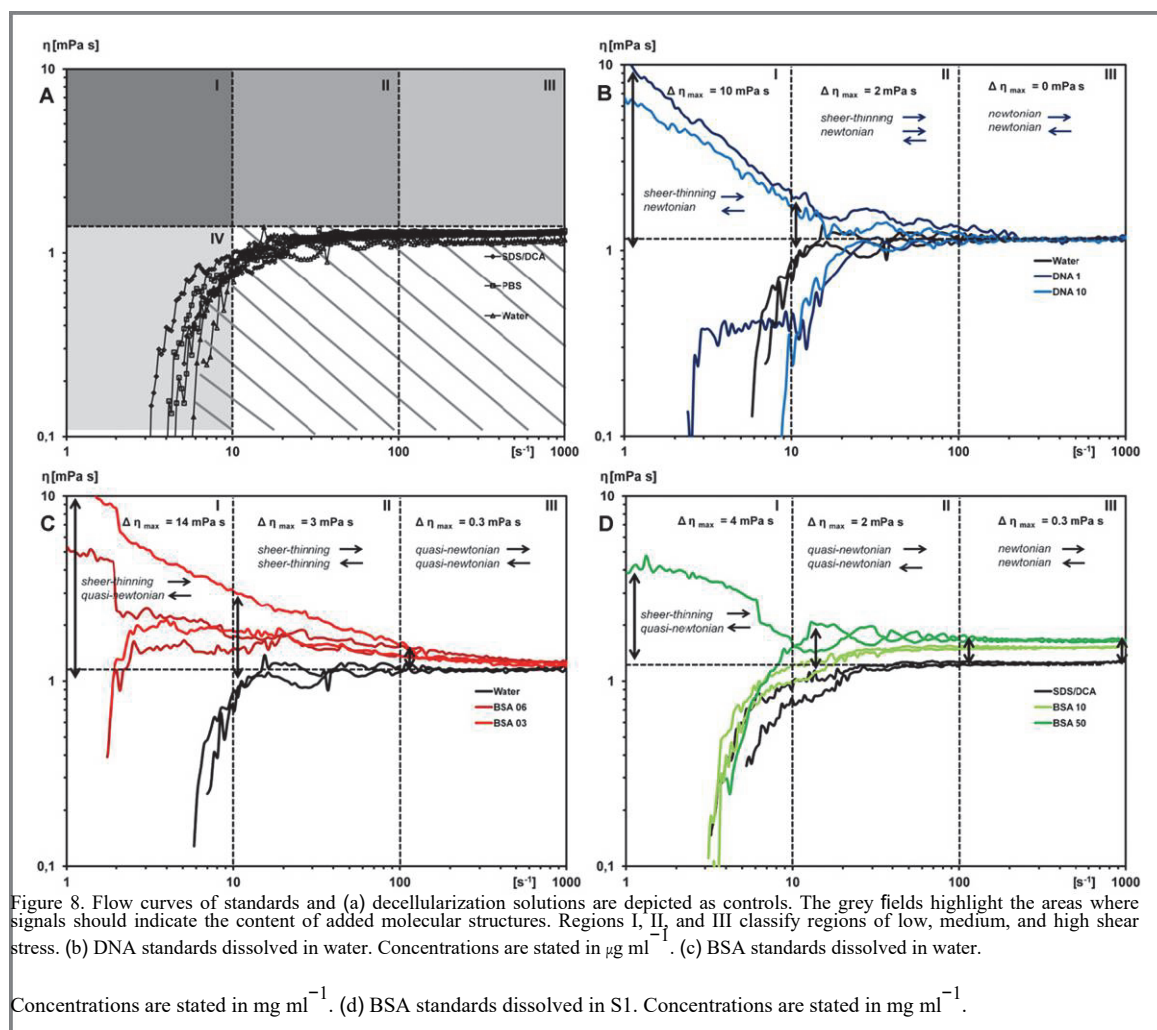 η [mPa s]
10
1
0,1
1
10
100
[s⁻¹]
1000
A
I
II
III
IV
SDS/DCA
PBS
Water
η [mPa s]
10
1
0,1
1
10
100
[s⁻¹]
1000
B
I
II
III
Δ η max = 10 mPa s
Δ η max = 2 mPa s
Δ η max = 0 mPa s
sheer-thinning →
newtonian →
←
newtonian →
newtonian ←
sheer-thinning →
newtonian ←
Water
DNA 1
DNA 10
η [mPa s]
10
1
0,1
1
10
100
[s⁻¹]
1000
C
I
II
III
Δ η max = 14 mPa s
Δ η max = 3 mPa s
Δ η max = 0.3 mPa s
sheer-thinning →
sheer-thinning ←
quasi-newtonian →
quasi-newtonian ←
sheer-thinning →
quasi-newtonian ←
Water
BSA 06
BSA 03
η [mPa s]
10
1
0,1
1
10
100
[s⁻¹]
1000
D
I
II
III
Δ η max = 4 mPa s
Δ η max = 2 mPa s
Δ η max = 0.3 mPa s
quasi-newtonian →
quasi-newtonian ←
newtonian →
newtonian ←
sheer-thinning →
quasi-newtonian ←
SDS/DCA
BSA 10
BSA 50
Figure 8. Flow curves of standards and (a) decellularization solutions are depicted as controls. The grey fields highlight the areas where
signals should indicate the content of added molecular structures. Regions I, II, and III classify regions of low, medium, and high shear
stress. (b) DNA standards dissolved in water. Concentrations are stated in μg ml⁻¹. (c) BSA standards dissolved in water.
Concentrations are stated in mg ml⁻¹. (d) BSA standards dissolved in S1. Concentrations are stated in mg ml⁻¹.